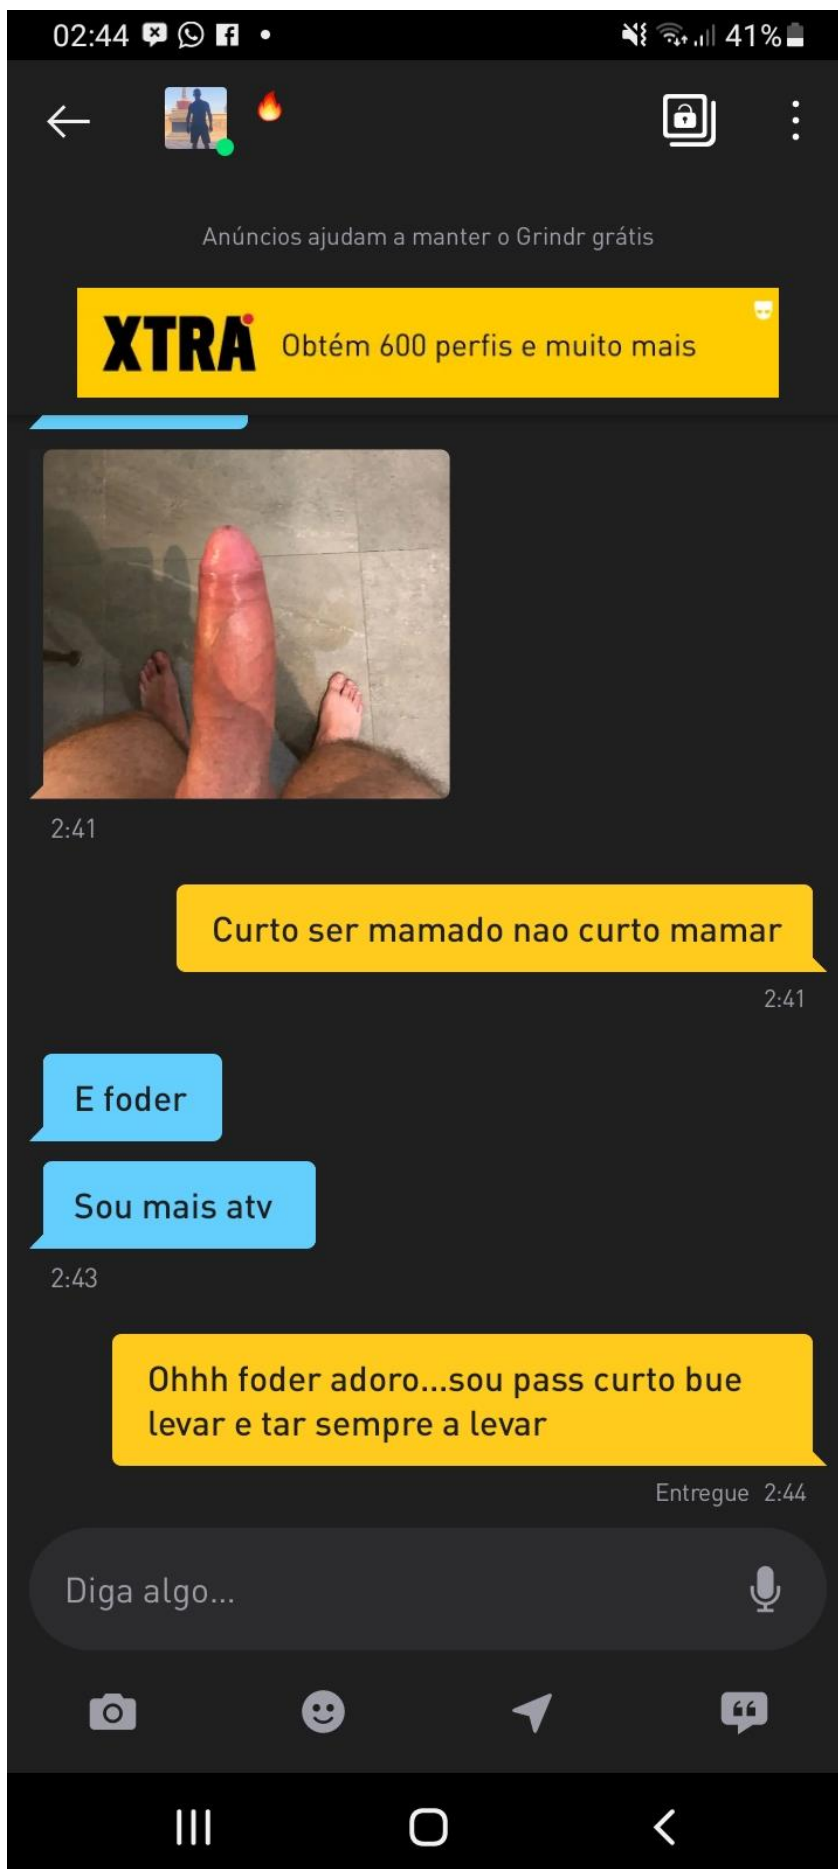 02:44
41%
Anúncios ajudam a manter o Grindr grátis
XTRA
Obtém 600 perfis e muito mais
2:41
Curto ser mamado nao curto mamar
2:41
E foder
Sou mais atv
2:43
Ohhh foder adoro...sou pass curto bue
levar e tar sempre a levar
Entregue 2:44
Diga algo...